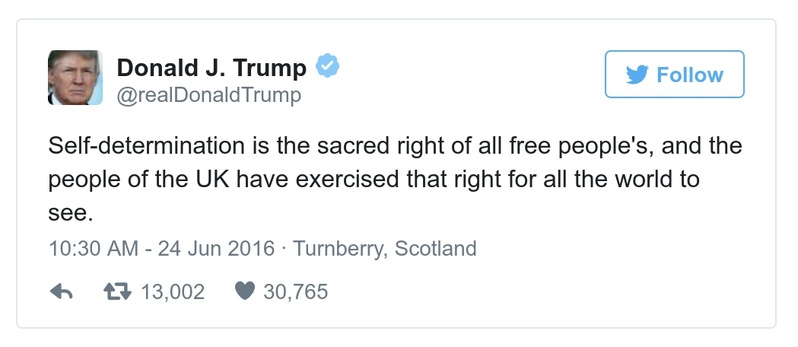 Donald J. Trump
@realDonaldTrump
Follow
Self-determination is the sacred right of all free people's, and the
people of the UK have exercised that right for all the world to
see.
10:30 AM - 24 Jun 2016 · Turnberry, Scotland
13,002 30,765